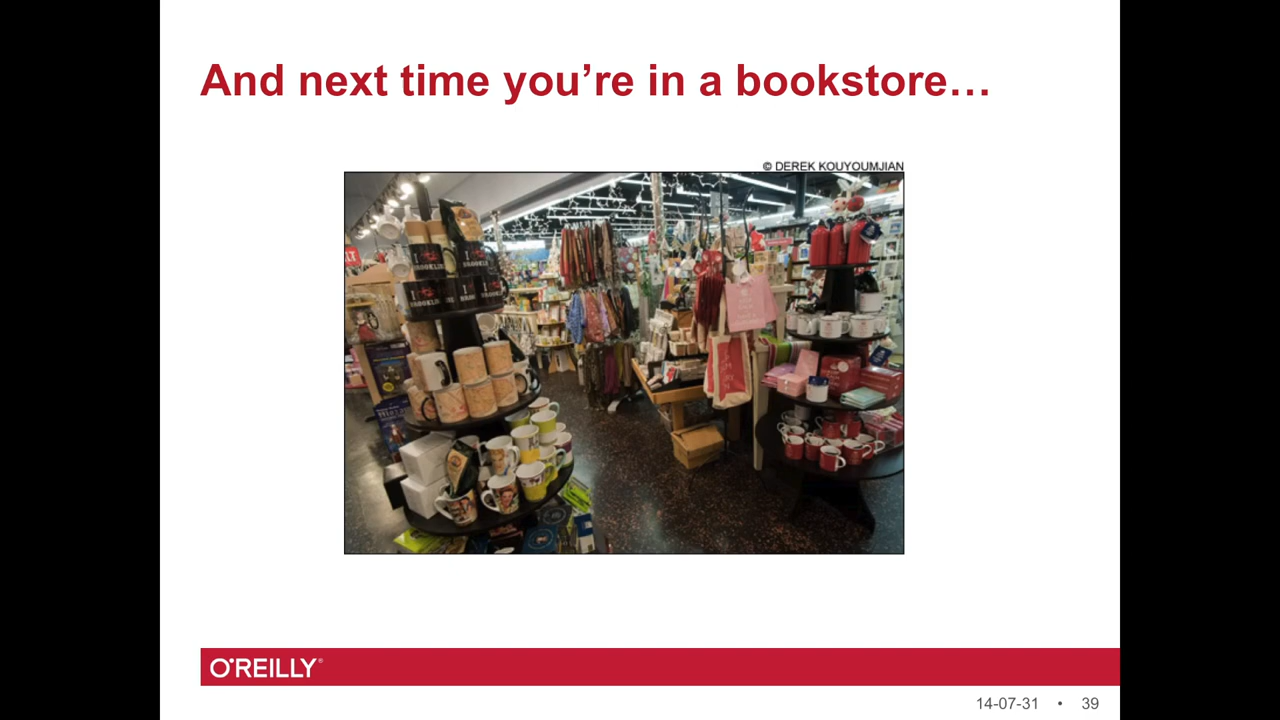 And next time you’re in a bookstore…
© DEREK KOUYOUMJIAN
O'REILLY®
14-07-31 • 39